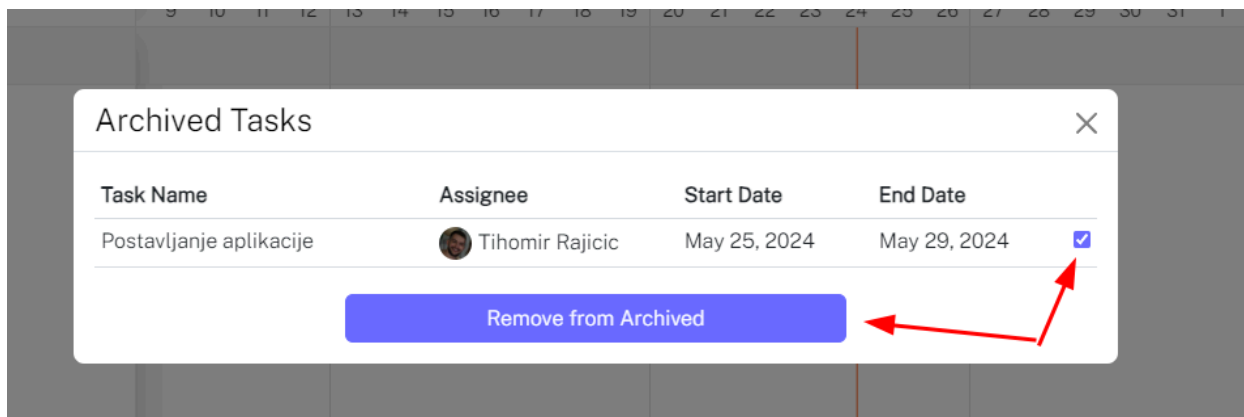 9 10 11 12 13 14 15 16 17 18 19 20 21 22 23 24 25 26 27 28 29 30 31 1
Archived Tasks
Task Name Assignee Start Date End Date
Postavljanje aplikacije Tihomir Rajicic May 25, 2024 May 29, 2024
Remove from Archived